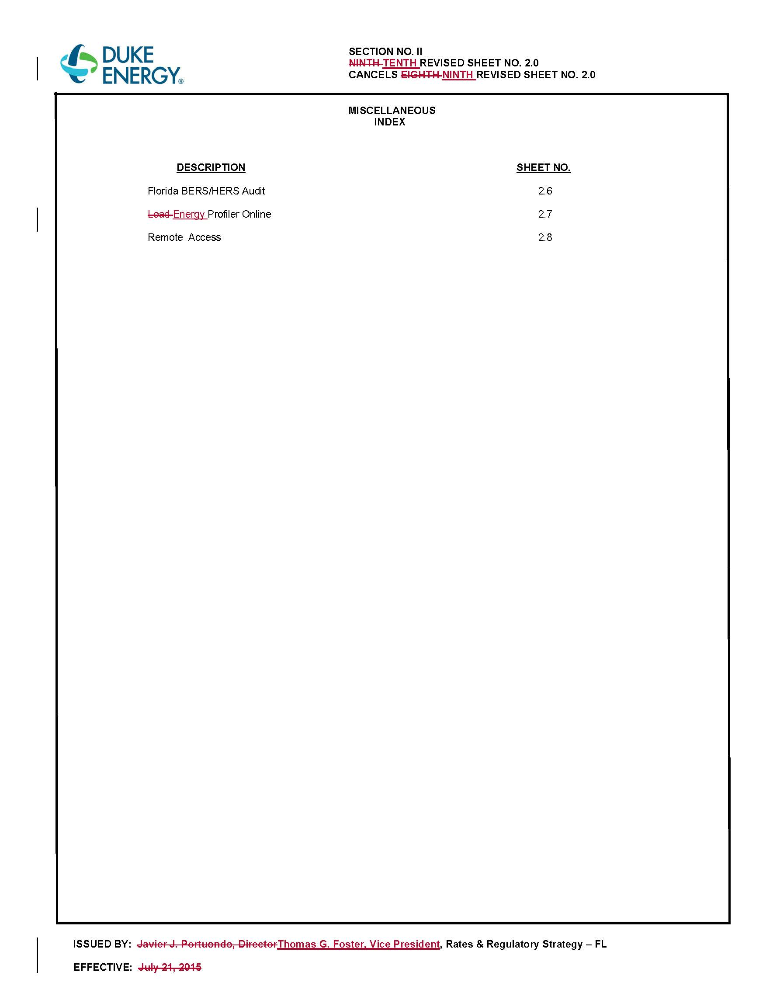 DUKE
ENERGY®
SECTION NO. II
NINTH TENTH REVISED SHEET NO. 2.0
CANCELS EIGHTH NINTH REVISED SHEET NO. 2.0
MISCELLANEOUS
INDEX
DESCRIPTION SHEET NO.
Florida BERS/HERS Audit 2.6
Load Energy Profiler Online 2.7
Remote Access 2.8
ISSUED BY: Javier J. Portuondo, DirectorThomas G. Foster, Vice President, Rates & Regulatory Strategy – FL
EFFECTIVE: July 21, 2015